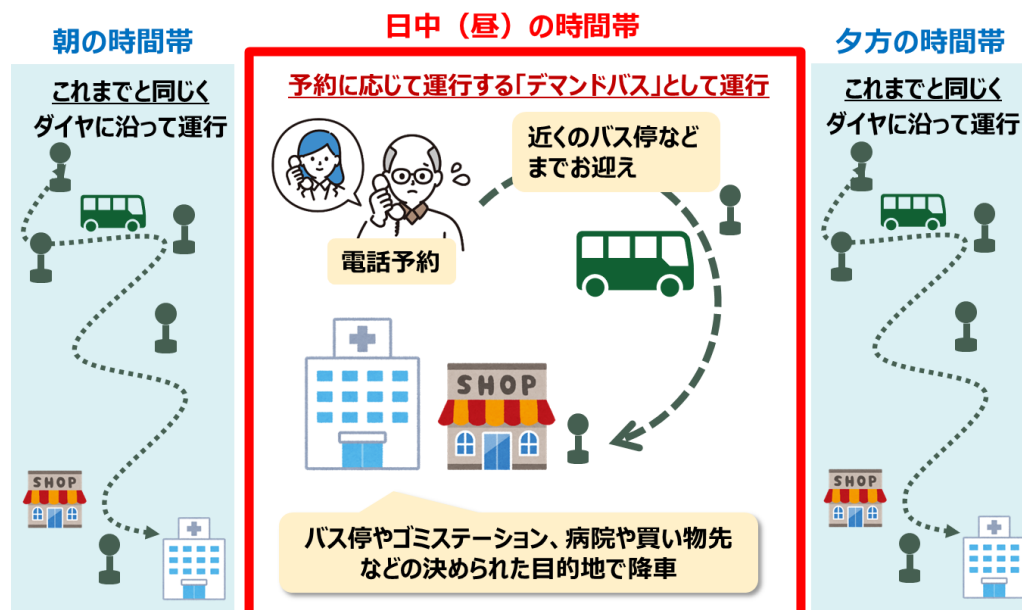 朝の時間帯
これまでと同じく
ダイヤに沿って運行
SHOP
日中（昼）の時間帯
予約に応じて運行する「デマンドバス」として運行
近くのバス停など
までお迎え
電話予約
SHOP
バス停やゴミステーション、病院や買い物先
などの決められた目的地で降車
夕方の時間帯
これまでと同じく
ダイヤに沿って運行
SHOP